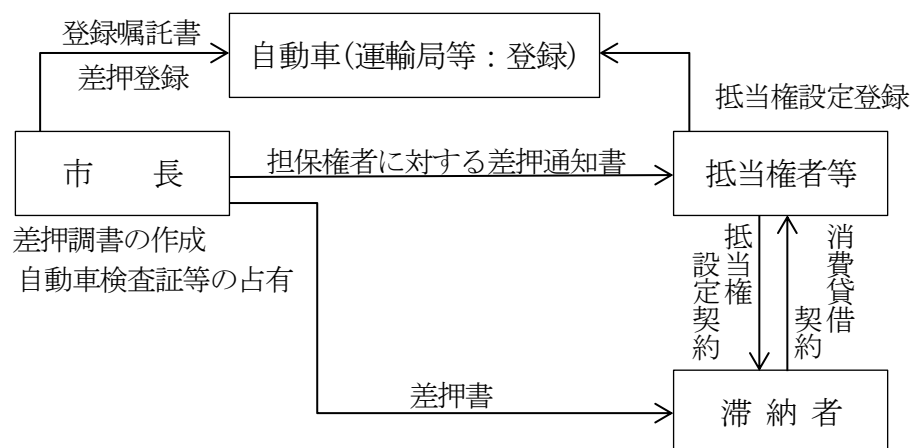 登録嘱託書
差押登録
自動車(運輸局等：登録)
抵当権設定登録
市　　長
担保権者に対する差押通知書
抵当権者等
差押調書の作成
自動車検査証等の占有
抵当権
設定契約
消費貸借
契約
差押書
滞 納 者